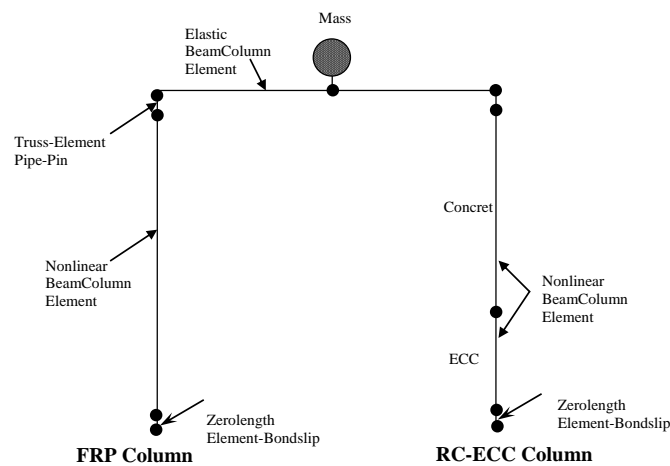 Mass
Elastic
BeamColumn
Element
Truss-Element
Pipe-Pin
Concret
Nonlinear
BeamColumn
Element
Nonlinear
BeamColumn
Element
ECC
Zerolength
Element-Bondslip
Zerolength
Element-Bondslip
FRP Column
RC-ECC Column